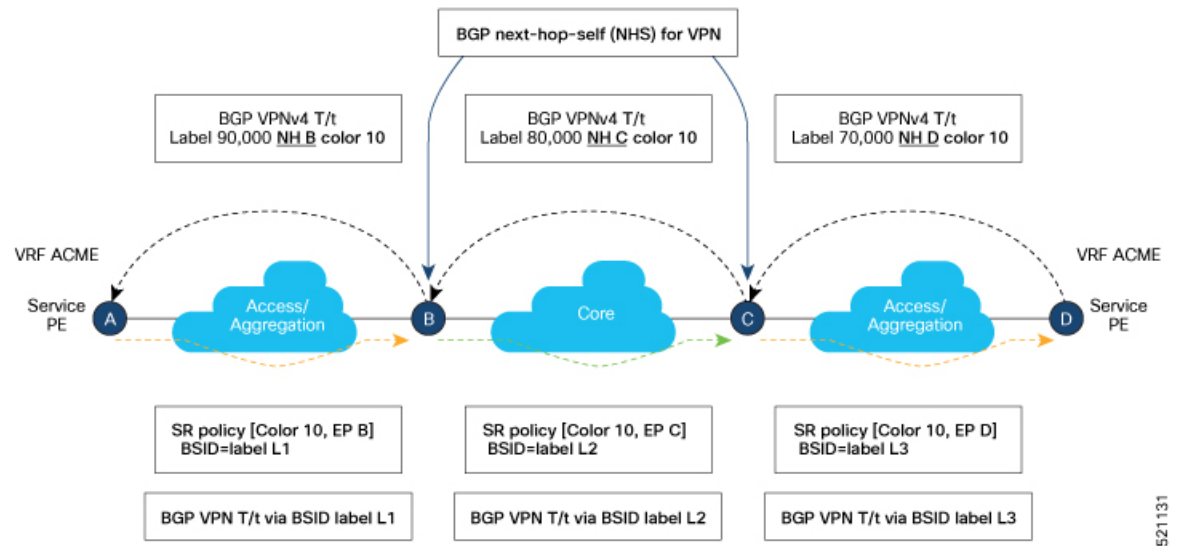 BGP next-hop-self (NHS) for VPN
BGP VPNv4 T/t
Label 90,000 NH B color 10
BGP VPNv4 T/t
Label 80,000 NH C color 10
BGP VPNv4 T/t
Label 70,000 NH D color 10
VRF ACME
VRF ACME
Service
PE
A
Access/
Aggregation
B
Core
C
Access/
Aggregation
D
Service
PE
SR policy [Color 10, EP B]
BSID=label L1
SR policy [Color 10, EP C]
BSID=label L2
SR policy [Color 10, EP D]
BSID=label L3
BGP VPN T/t via BSID label L1
BGP VPN T/t via BSID label L2
BGP VPN T/t via BSID label L3
521131